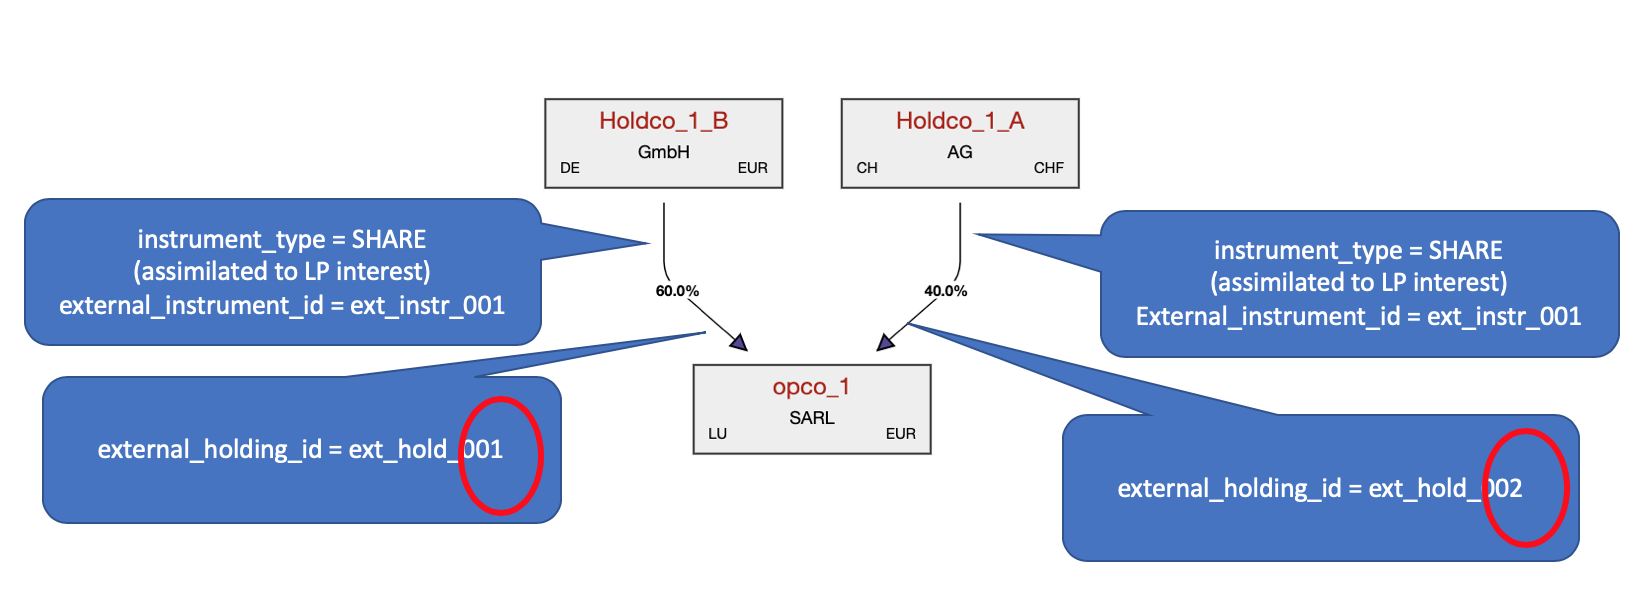 Holdco_1_B
GmbH
DE
EUR
Holdco_1_A
AG
CH
CHF
instrument_type = SHARE
(assimilated to LP interest)
external_instrument_id = ext_instr_001
instrument_type = SHARE
(assimilated to LP interest)
External_instrument_id = ext_instr_001
60.0%
40.0%
opco_1
SARL
LU
EUR
external_holding_id = ext_hold_001
external_holding_id = ext_hold_002